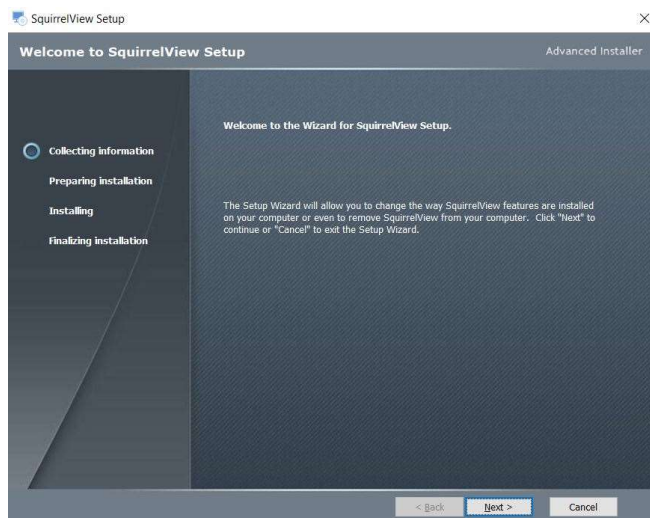 SquirrelView Setup
Welcome to SquirrelView Setup
Advanced Installer
Welcome to the Wizard for SquirrelView Setup.
Collecting information
Preparing installation
Installing
Finalizing installation
The Setup Wizard will allow you to change the way SquirrelView features are installed
on your computer or even to remove SquirrelView from your computer. Click "Next" to
continue or "Cancel" to exit the Setup Wizard.
< Back
Next >
Cancel